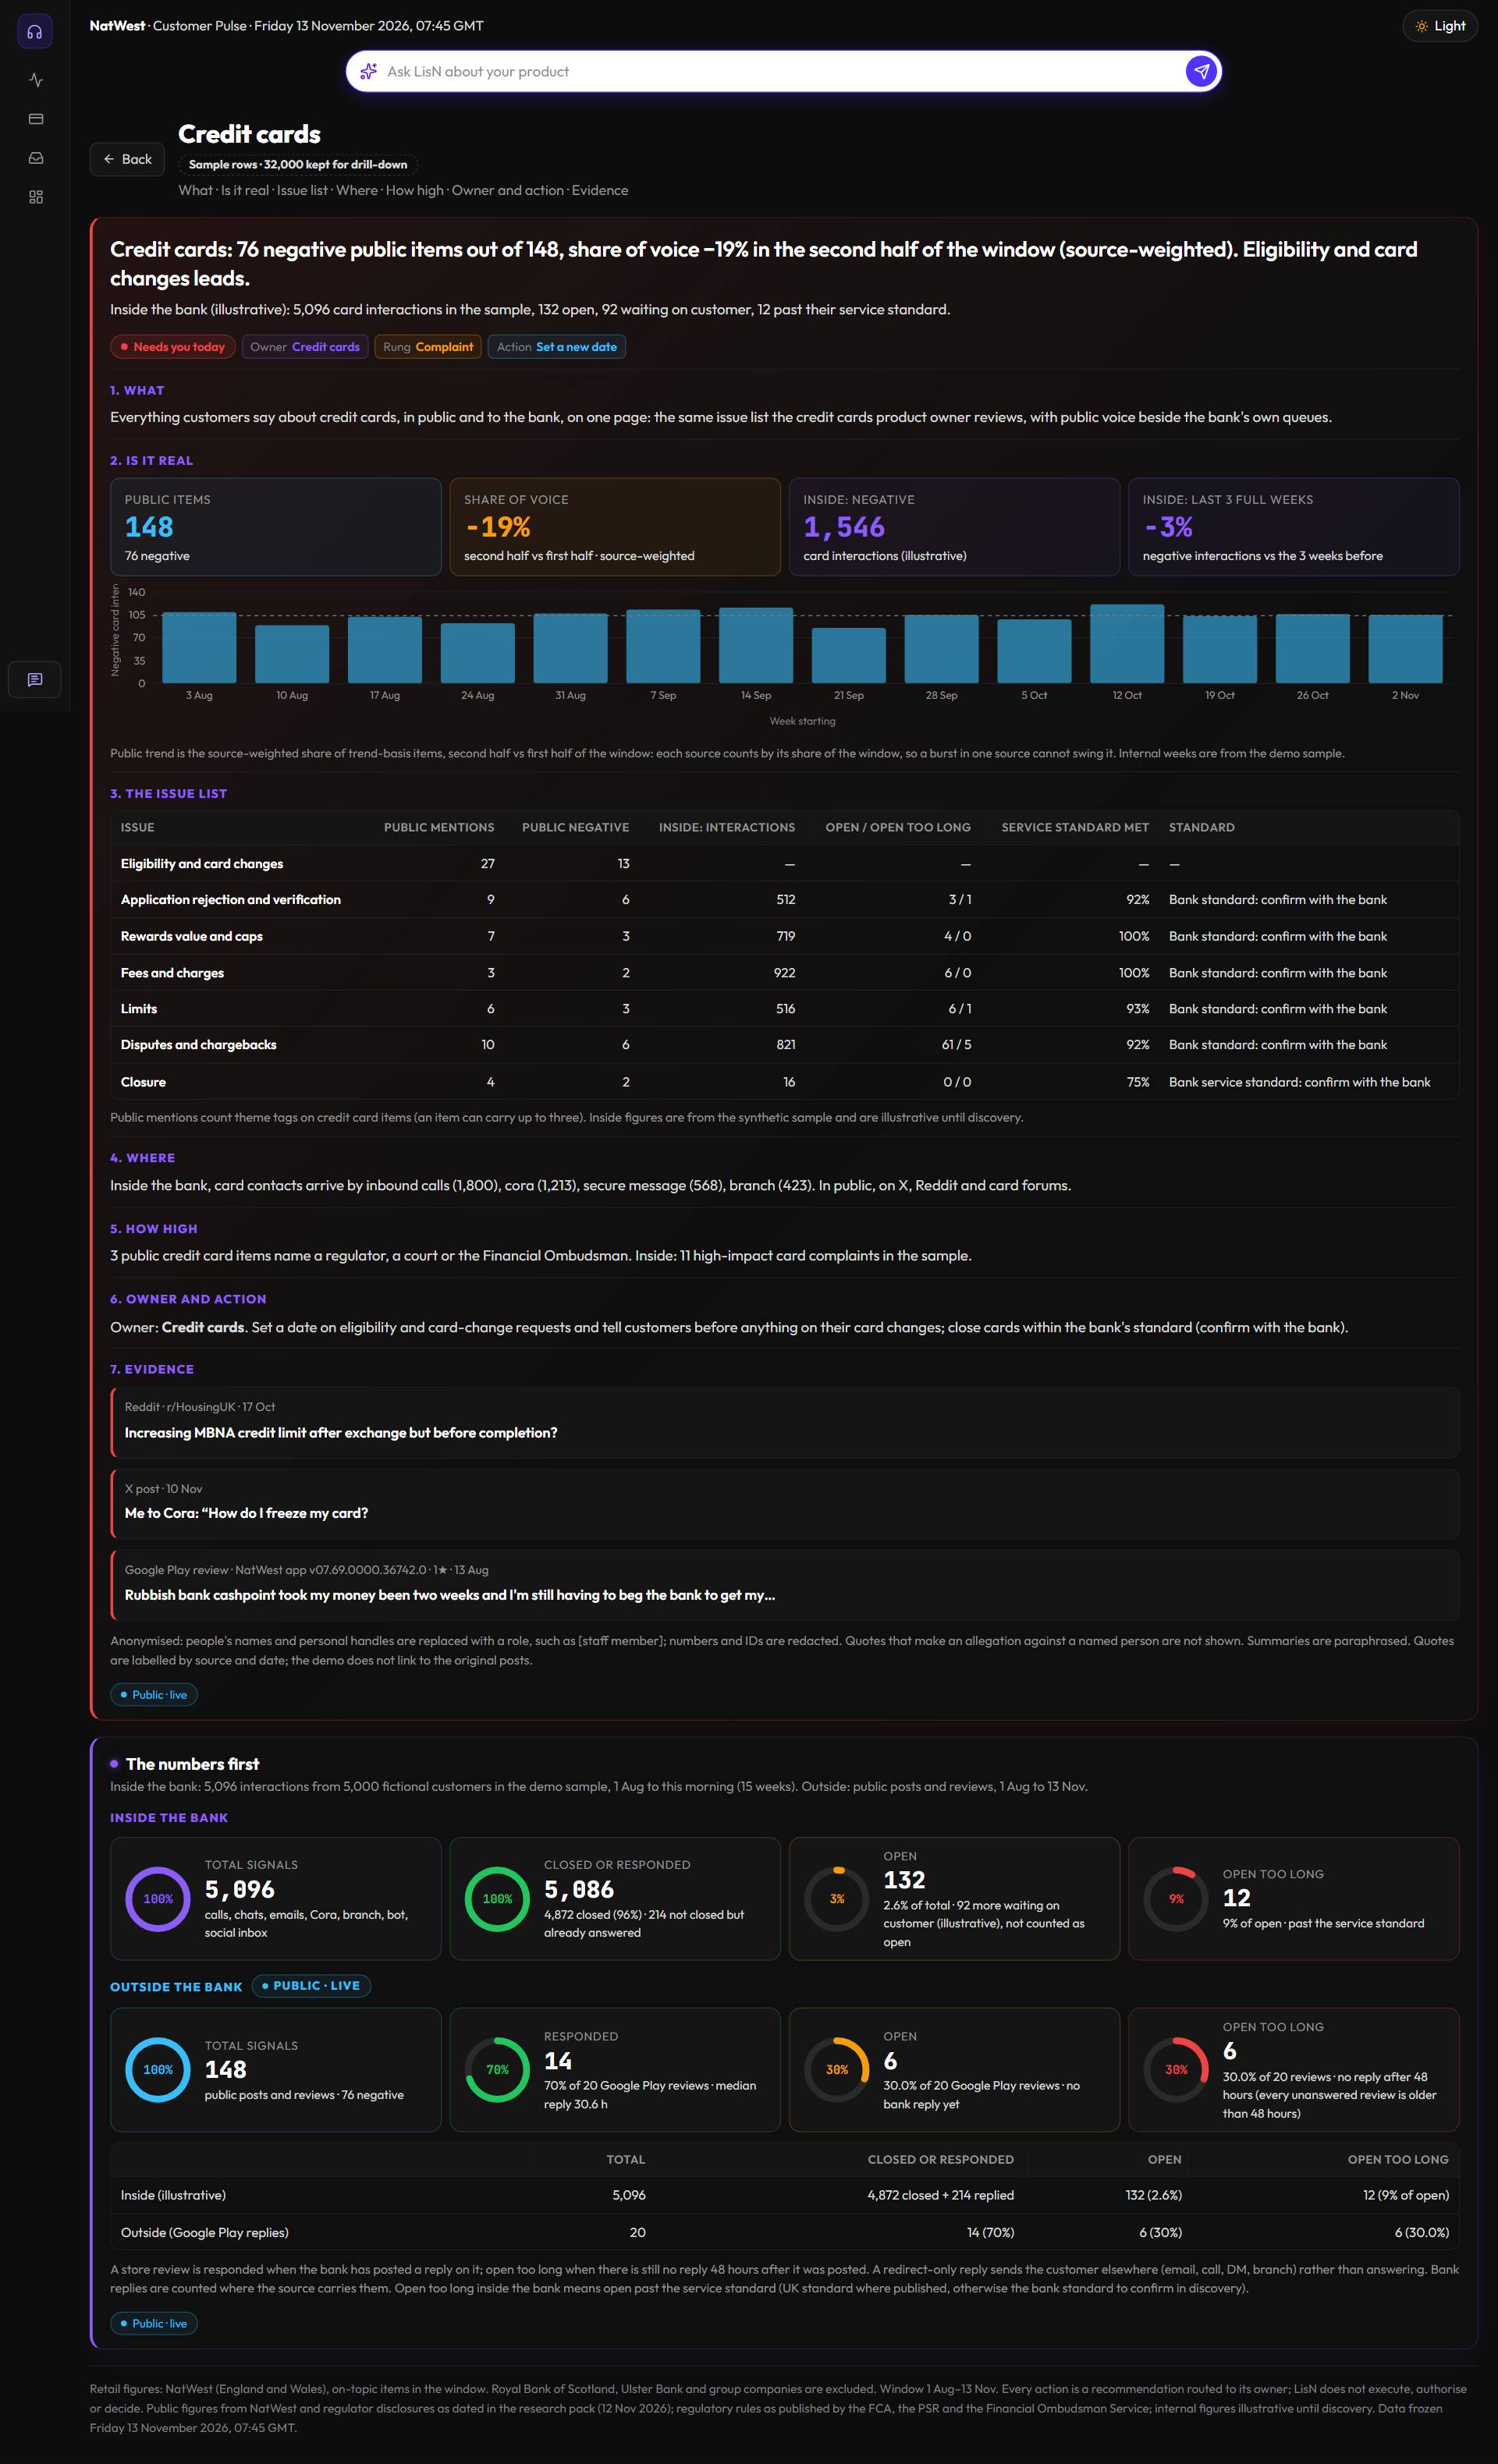 NatWest · Customer Pulse · Friday 13 November 2026, 07:45 GMT
Light
Ask LisN about your product
Back
Credit cards
Sample rows · 32,000 kept for drill-down
What · Is it real · Issue list · Where · How high · Owner and action · Evidence
Credit cards: 76 negative public items out of 148, share of voice −19% in the second half of the window (source-weighted). Eligibility and card
changes leads.
Inside the bank (illustrative): 5,096 card interactions in the sample, 132 open, 92 waiting on customer, 12 past their service standard.
Needs you today
Owner Credit cards
Rung Complaint
Action Set a new date
1. WHAT
Everything customers say about credit cards, in public and to the bank, on one page: the same issue list the credit cards product owner reviews, with public voice beside the bank's own queues.
2. IS IT REAL
PUBLIC ITEMS
148
76 negative
SHARE OF VOICE
-19%
second half vs first half · source-weighted
INSIDE: NEGATIVE
1,546
card interactions (illustrative)
INSIDE: LAST 3 FULL WEEKS
-3%
negative interactions vs the 3 weeks before
Negative card inter
140
105
70
35
0
3 Aug 10 Aug 17 Aug 24 Aug 31 Aug 7 Sep 14 Sep 21 Sep 28 Sep 5 Oct 12 Oct 19 Oct 26 Oct 2 Nov
Week starting
Public trend is the source-weighted share of trend-basis items, second half vs first half of the window: each source counts by its share of the window, so a burst in one source cannot swing it. Internal weeks are from the demo sample.
3. THE ISSUE LIST
ISSUE PUBLIC MENTIONS PUBLIC NEGATIVE INSIDE: INTERACTIONS OPEN / OPEN TOO LONG SERVICE STANDARD MET STANDARD
Eligibility and card changes 27 13 — — — —
Application rejection and verification 9 6 512 3 / 1 92% Bank standard: confirm with the bank
Rewards value and caps 7 3 719 4 / 0 100% Bank standard: confirm with the bank
Fees and charges 3 2 922 6 / 0 100% Bank standard: confirm with the bank
Limits 6 3 516 6 / 1 93% Bank standard: confirm with the bank
Disputes and chargebacks 10 6 821 61 / 5 92% Bank standard: confirm with the bank
Closure 4 2 16 0 / 0 75% Bank service standard: confirm with the bank
Public mentions count theme tags on credit card items (an item can carry up to three). Inside figures are from the synthetic sample and are illustrative until discovery.
4. WHERE
Inside the bank, card contacts arrive by inbound calls (1,800), cora (1,213), secure message (568), branch (423). In public, on X, Reddit and card forums.
5. HOW HIGH
3 public credit card items name a regulator, a court or the Financial Ombudsman. Inside: 11 high-impact card complaints in the sample.
6. OWNER AND ACTION
Owner: Credit cards. Set a date on eligibility and card-change requests and tell customers before anything on their card changes; close cards within the bank's standard (confirm with the bank).
7. EVIDENCE
Reddit · r/HousingUK · 17 Oct
Increasing MBNA credit limit after exchange but before completion?
X post · 10 Nov
Me to Cora: “How do I freeze my card?
Google Play review · NatWest app v07.69.0000.36742.0 · 1★ · 13 Aug
Rubbish bank cashpoint took my money been two weeks and I'm still having to beg the bank to get my…
Anonymised: people's names and personal handles are replaced with a role, such as [staff member]; numbers and IDs are redacted. Quotes that make an allegation against a named person are not shown. Summaries are paraphrased. Quotes
are labelled by source and date; the demo does not link to the original posts.
Public · live
The numbers first
Inside the bank: 5,096 interactions from 5,000 fictional customers in the demo sample, 1 Aug to this morning (15 weeks). Outside: public posts and reviews, 1 Aug to 13 Nov.
INSIDE THE BANK
100%
TOTAL SIGNALS
5,096
calls, chats, emails, Cora, branch, bot,
social inbox
100%
CLOSED OR RESPONDED
5,086
4,872 closed (96%) · 214 not closed but
already answered
3%
OPEN
132
2.6% of total · 92 more waiting on
customer (illustrative), not counted as
open
9%
OPEN TOO LONG
12
9% of open · past the service standard
OUTSIDE THE BANK
PUBLIC · LIVE
100%
TOTAL SIGNALS
148
public posts and reviews · 76 negative
70%
RESPONDED
14
70% of 20 Google Play reviews · median
reply 30.6 h
30%
OPEN
6
30.0% of 20 Google Play reviews · no
bank reply yet
30%
OPEN TOO LONG
6
30.0% of 20 reviews · no reply after 48
hours (every unanswered review is older
than 48 hours)
TOTAL CLOSED OR RESPONDED OPEN OPEN TOO LONG
Inside (illustrative) 5,096 4,872 closed + 214 replied 132 (2.6%) 12 (9% of open)
Outside (Google Play replies) 20 14 (70%) 6 (30%) 6 (30.0%)
A store review is responded when the bank has posted a reply on it; open too long when there is still no reply 48 hours after it was posted. A redirect-only reply sends the customer elsewhere (email, call, DM, branch) rather than answering. Bank
replies are counted where the source carries them. Open too long inside the bank means open past the service standard (UK standard where published, otherwise the bank standard to confirm in discovery).
Public · live
Retail figures: NatWest (England and Wales), on-topic items in the window. Royal Bank of Scotland, Ulster Bank and group companies are excluded. Window 1 Aug–13 Nov. Every action is a recommendation routed to its owner; LisN does not execute, authorise
or decide. Public figures from NatWest and regulator disclosures as dated in the research pack (12 Nov 2026); regulatory rules as published by the FCA, the PSR and the Financial Ombudsman Service; internal figures illustrative until discovery. Data frozen
Friday 13 November 2026, 07:45 GMT.